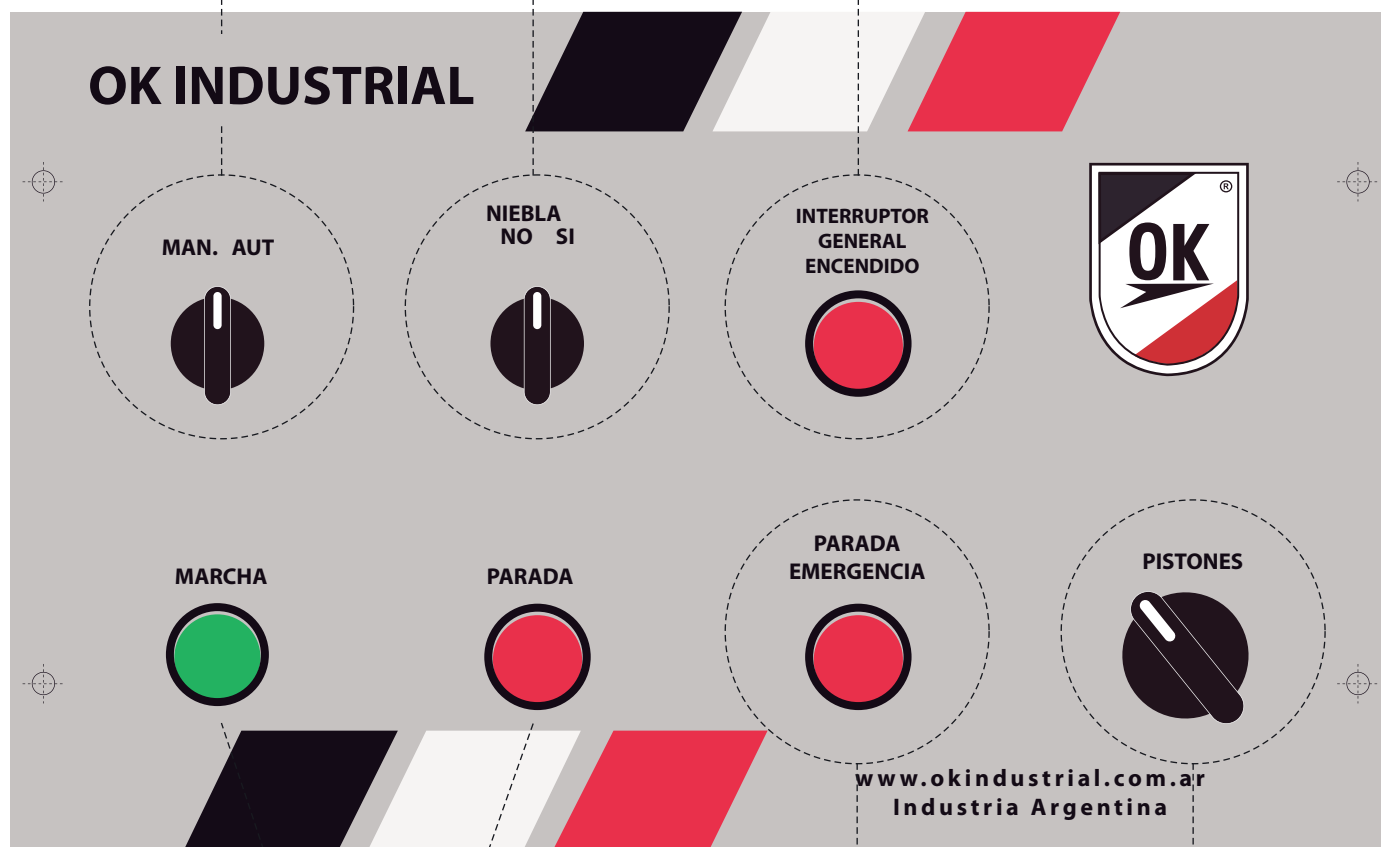 OK INDUSTRIAL
MAN. AUT
NIEBLA
NO SI
INTERRUPTOR
GENERAL
ENCENDIDO
®
OK
MARCHA
PARADA
PARADA
EMERGENCIA
PISTONES
www.okindustrial.com.ar
Industria Argentina